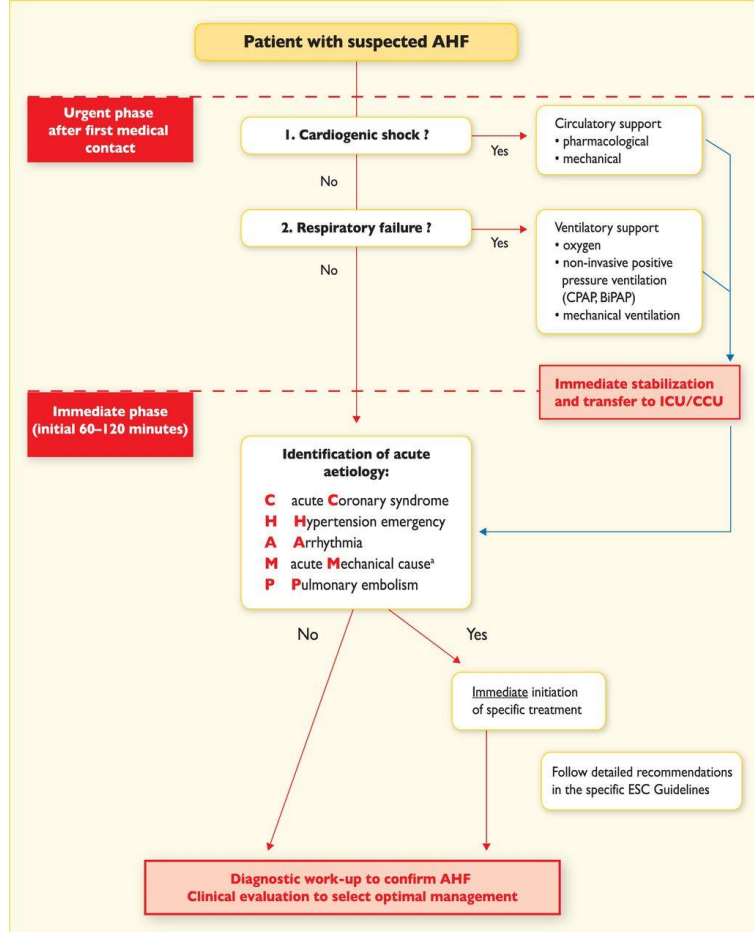 Patient with suspected AHF
Urgent phase
after first medical
contact
1. Cardiogenic shock ?
Yes
Circulatory support
• pharmacological
• mechanical
No
2. Respiratory failure ?
Yes
Ventilatory support
• oxygen
• non-invasive positive
pressure ventilation
(CPAP, BiPAP)
• mechanical ventilation
No
Immediate stabilization
and transfer to ICU/CCU
Immediate phase
(initial 60–120 minutes)
Identification of acute
aetiology:
C acute Coronary syndrome
H Hypertension emergency
A Arrhythmia
M acute Mechanical causeᵃ
P Pulmonary embolism
No
Yes
Immediate initiation
of specific treatment
Follow detailed recommendations
in the specific ESC Guidelines
Diagnostic work-up to confirm AHF
Clinical evaluation to select optimal management